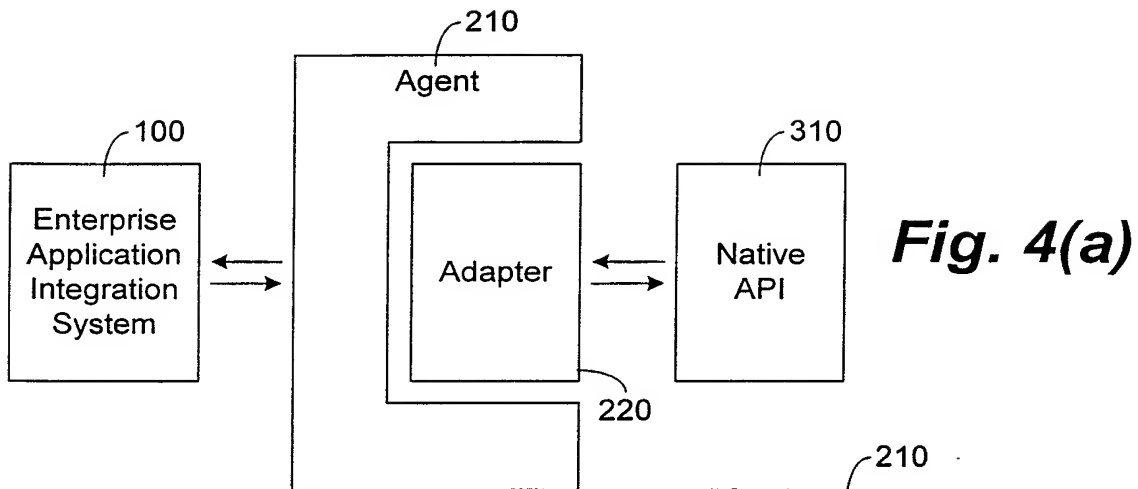 210
Agent
100
310
Enterprise
Application
Integration
System
Adapter
Native
API
Fig. 4(a)
220
210